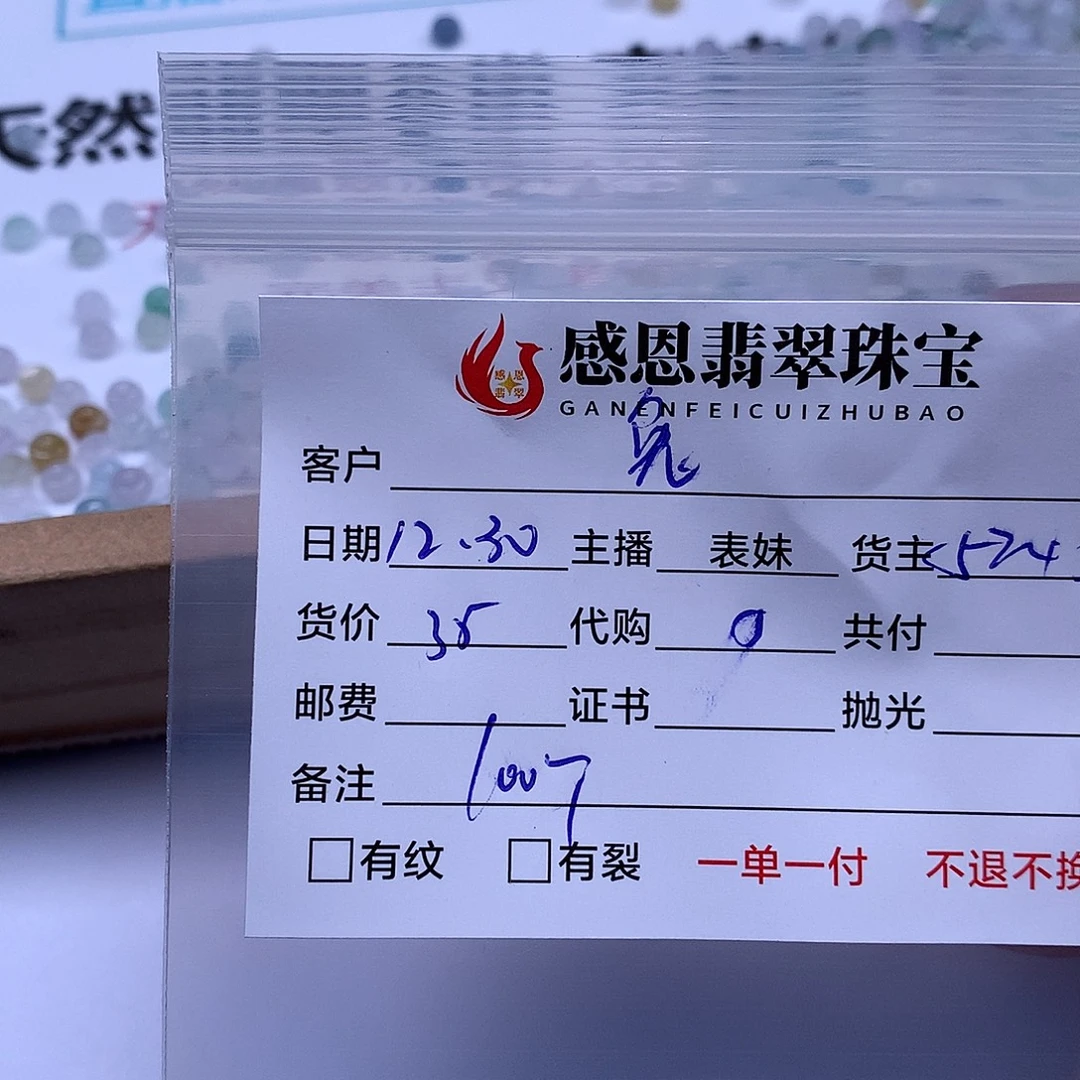 天然
感恩翡翠珠宝
GANENFEICUIZHUBAO
客户
日期 12.30 主播 表妹 货主 <5724
货价 35 代购 0 共付
邮费 证书 抛光
备注 1007
□有纹 □有裂 一单一付 不退不换